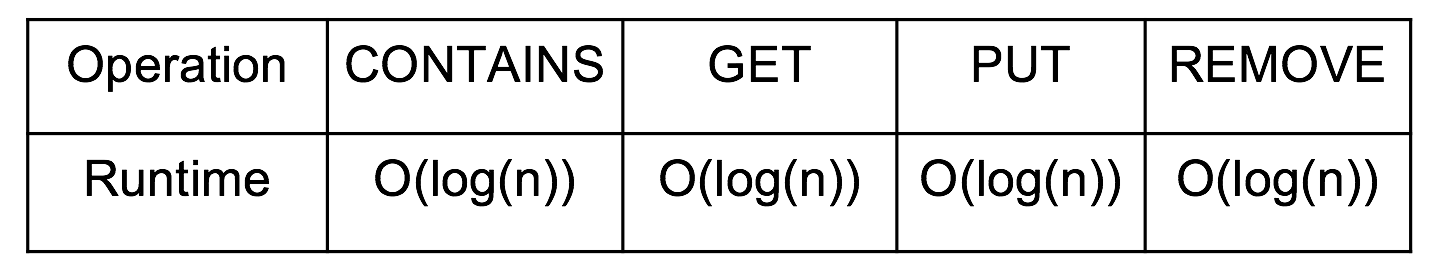 Operation CONTAINS GET PUT REMOVE
Runtime O(log(n)) O(log(n)) O(log(n)) O(log(n))